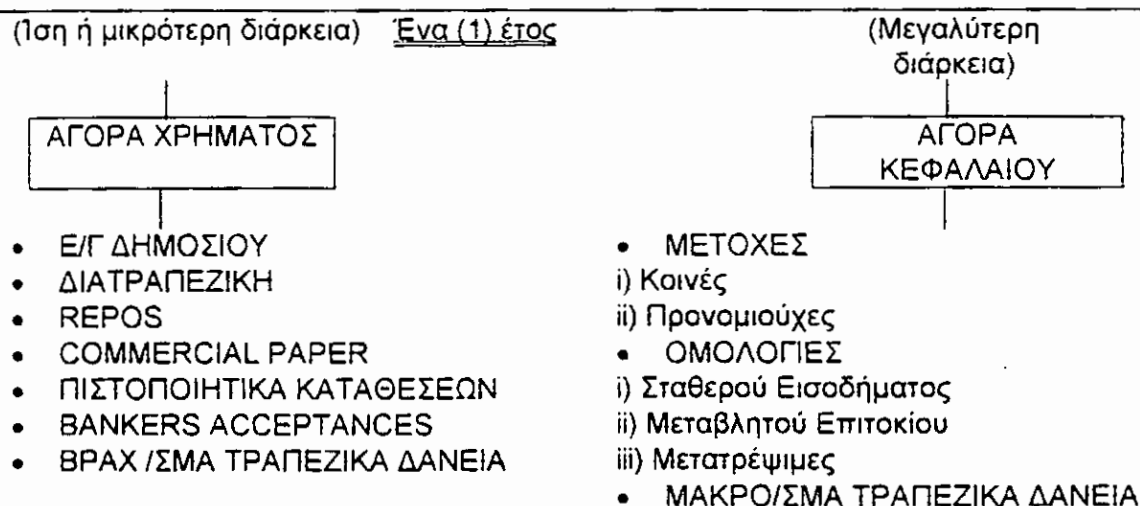 (Ίση ή μικρότερη διάρκεια) Ένα (1) έτος
(Μεγαλύτερη
διάρκεια)
ΑΓΟΡΑ ΧΡΗΜΑΤΟΣ
ΑΓΟΡΑ
ΚΕΦΑΛΑΙΟΥ
• Ε/Γ ΔΗΜΟΣΙΟΥ
• ΔΙΑΤΡΑΠΕΖΙΚΗ
• REPOS
• COMMERCIAL PAPER
• ΠΙΣΤΟΠΟΙΗΤΙΚΑ ΚΑΤΑΘΕΣΕΩΝ
• BANKERS ACCEPTANCES
• ΒΡΑΧ /ΣΜΑ ΤΡΑΠΕΖΙΚΑ ΔΑΝΕΙΑ
• ΜΕΤΟΧΕΣ
i) Κοινές
ii) Προνομιούχες
• ΟΜΟΛΟΓΙΕΣ
i) Σταθερού Εισοδήματος
ii) Μεταβλητού Επιτοκίου
iii) Μετατρέψιμες
• ΜΑΚΡΟ/ΣΜΑ ΤΡΑΠΕΖΙΚΑ ΔΑΝΕΙΑ